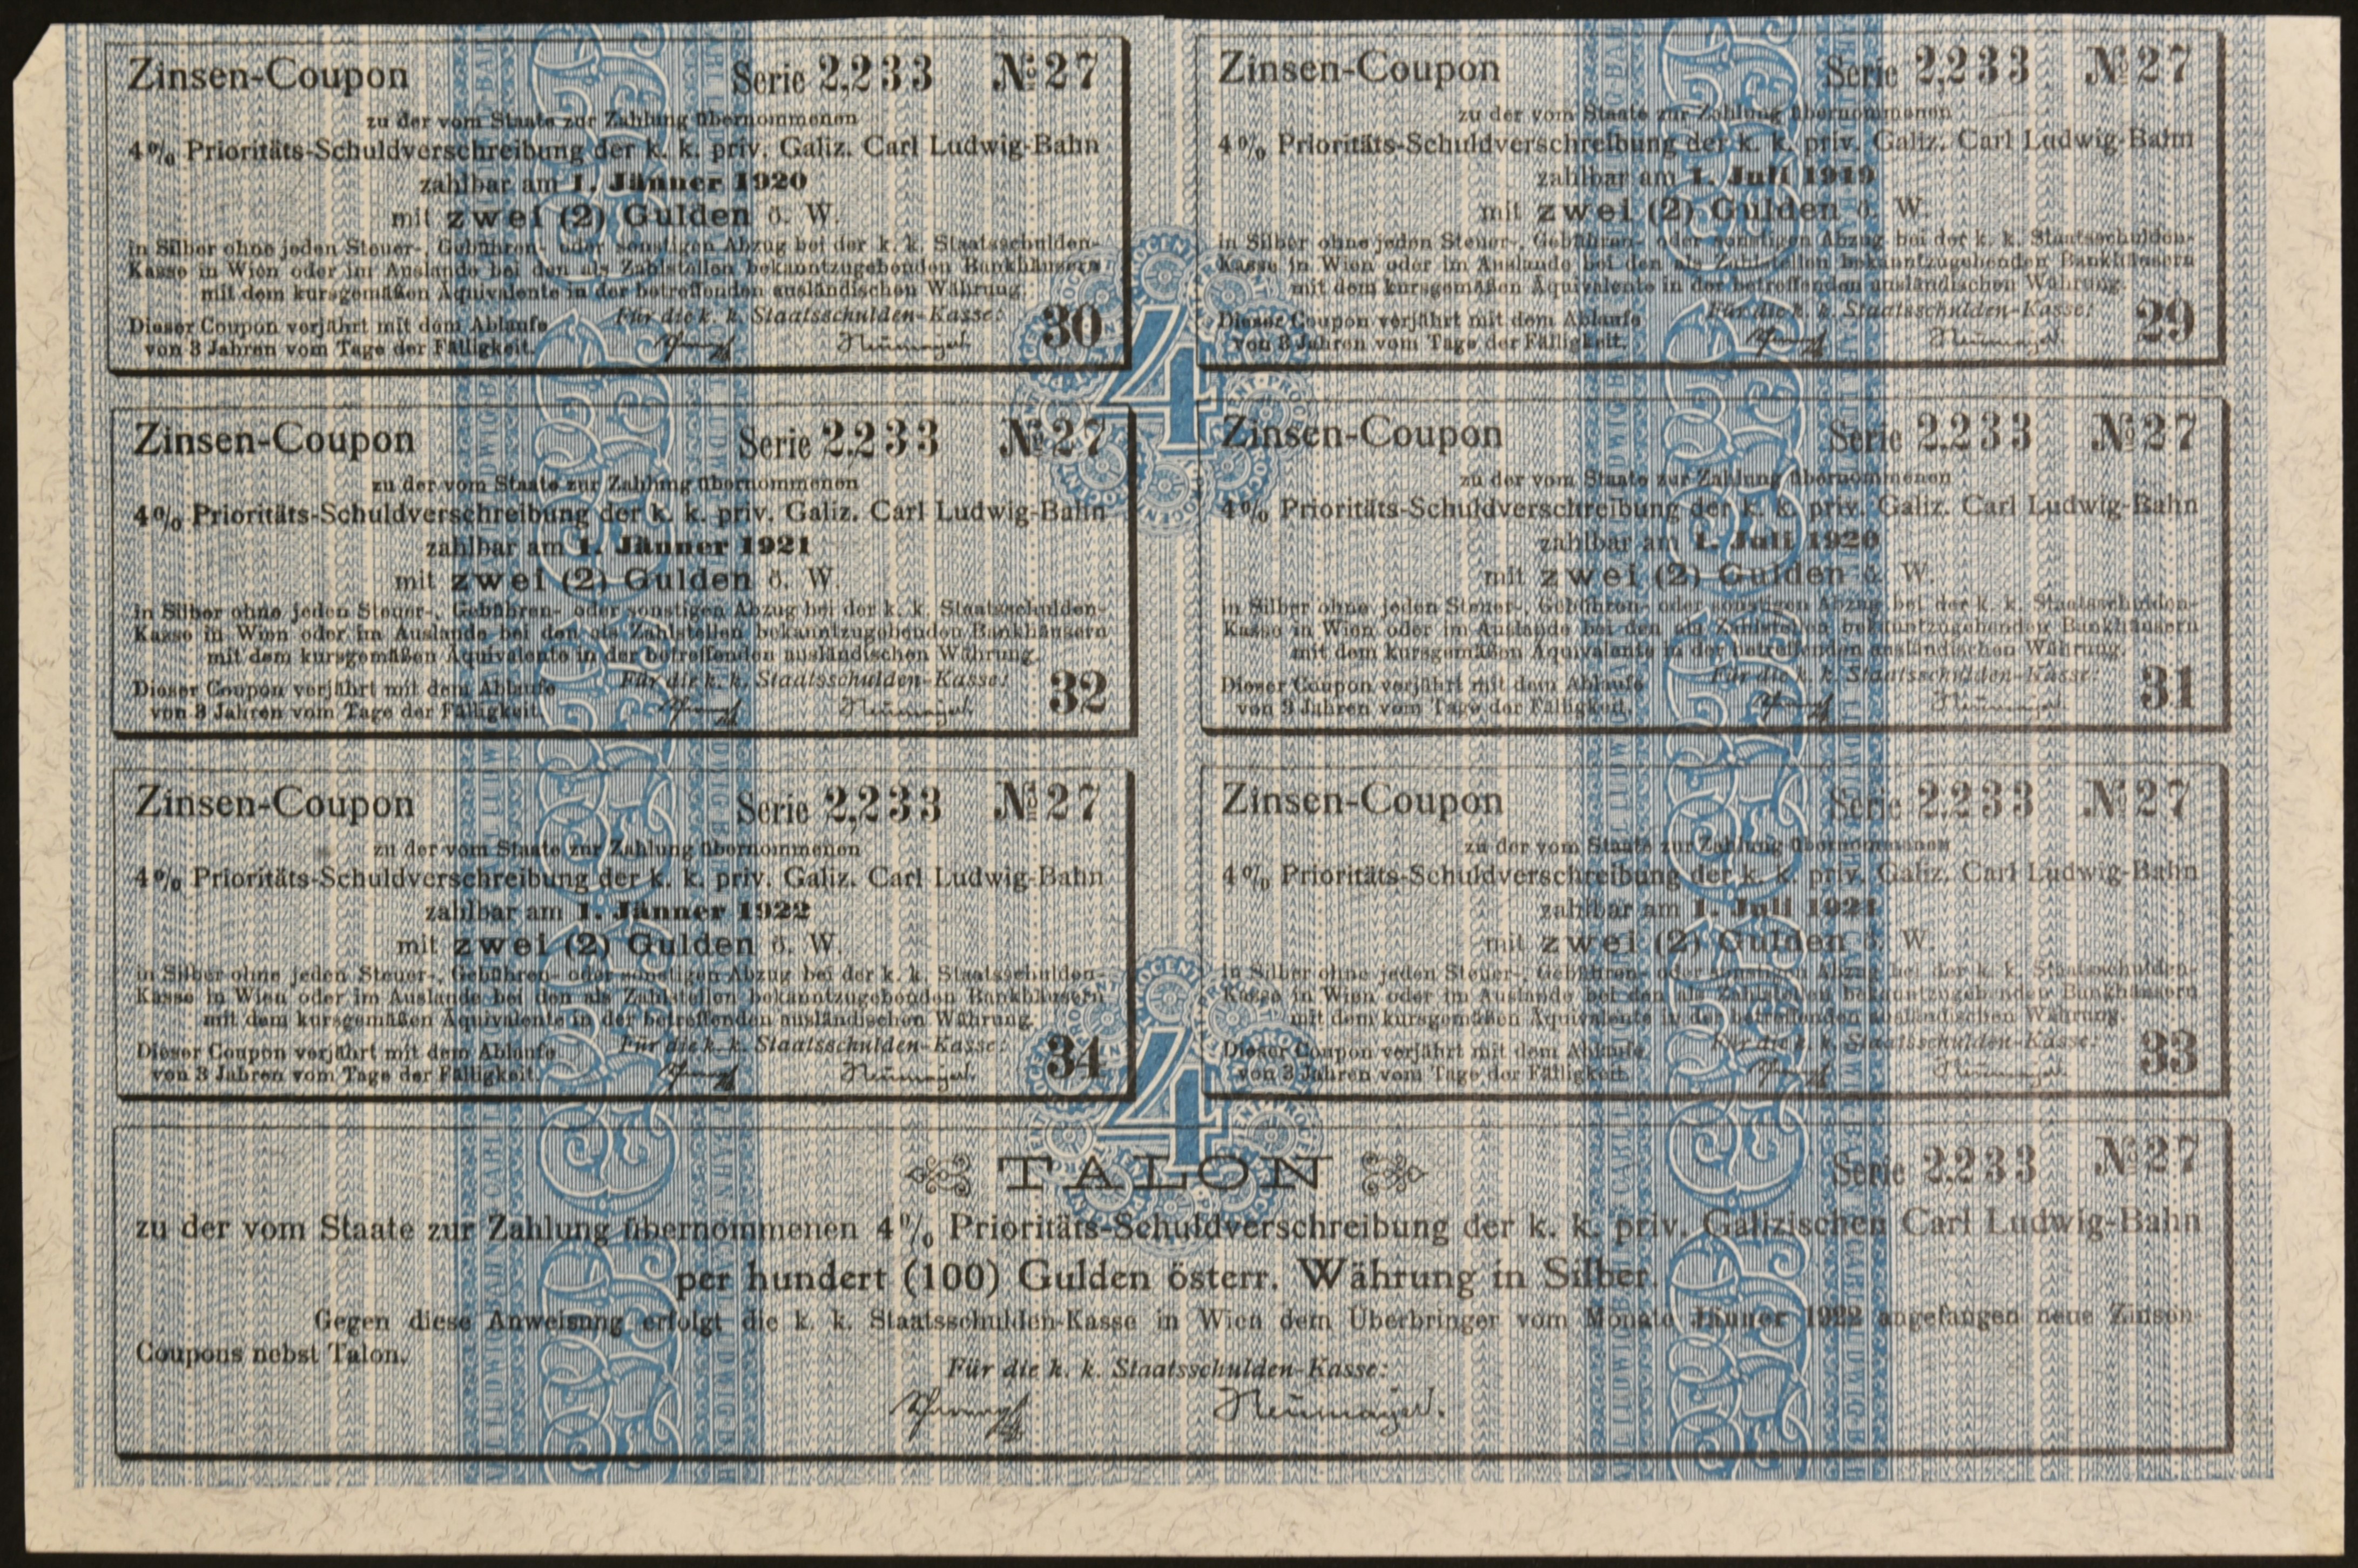 Zinsen-Coupon Serie 2,233 № 27
zu der vom Staate zur Zahlung übernommenen
4% Prioritäts-Schuldverschreibung der k. k. priv. Galiz. Carl Ludwig-Bahn
zahlbar am 1. Jänner 1920
mit zwei (2) Gulden ö. W.
in Silber ohne jeden Steuer-, Gebühren- oder sonstigen Abzug bei der k. k. Staatsschulden-
Kasse in Wien oder im Auslande bei den als Zahlstellen bekanntzugebenden Bankhäusern
mit dem kursgemäßen Äquivalente in der betreffenden ausländischen Währung.
Dieser Coupon verjährt mit dem Ablaufe
von 3 Jahren vom Tage der Fälligkeit.
Für die k. k. Staatsschulden-Kasse:
Neumayer.
30
Zinsen-Coupon Serie 2,233 № 27
zu der vom Staate zur Zahlung übernommenen
4% Prioritäts-Schuldverschreibung der k. k. priv. Galiz. Carl Ludwig-Bahn
zahlbar am 1. Juli 1919
mit zwei (2) Gulden ö. W.
in Silber ohne jeden Steuer-, Gebühren- oder sonstigen Abzug bei der k. k. Staatsschulden-
Kasse in Wien oder im Auslande bei den als Zahlstellen bekanntzugebenden Bankhäusern
mit dem kursgemäßen Äquivalente in der betreffenden ausländischen Währung.
Dieser Coupon verjährt mit dem Ablaufe
von 3 Jahren vom Tage der Fälligkeit.
Für die k. k. Staatsschulden-Kasse:
Neumayer.
29
4
Zinsen-Coupon Serie 2.233 № 27
zu der vom Staate zur Zahlung übernommenen
4% Prioritäts-Schuldverschreibung der k. k. priv. Galiz. Carl Ludwig-Bahn
zahlbar am 1. Jänner 1921
mit zwei (2) Gulden ö. W.
in Silber ohne jeden Steuer-, Gebühren- oder sonstigen Abzug bei der k. k. Staatsschulden-
Kasse in Wien oder im Auslande bei den als Zahlstellen bekanntzugebenden Bankhäusern
mit dem kursgemäßen Äquivalente in der betreffenden ausländischen Währung.
Dieser Coupon verjährt mit dem Ablaufe
von 3 Jahren vom Tage der Fälligkeit.
Für die k. k. Staatsschulden-Kasse:
Neumayer.
32
Zinsen-Coupon Serie 2.233 № 27
zu der vom Staate zur Zahlung übernommenen
4% Prioritäts-Schuldverschreibung der k. k. priv. Galiz. Carl Ludwig-Bahn
zahlbar am 1. Juli 1920
mit zwei (2) Gulden ö. W.
in Silber ohne jeden Steuer-, Gebühren- oder sonstigen Abzug bei der k. k. Staatsschulden-
Kasse in Wien oder im Auslande bei den als Zahlstellen bekanntzugebenden Bankhäusern
mit dem kursgemäßen Äquivalente in der betreffenden ausländischen Währung.
Dieser Coupon verjährt mit dem Ablaufe
von 3 Jahren vom Tage der Fälligkeit.
Für die k. k. Staatsschulden-Kasse:
Neumayer.
31
Zinsen-Coupon Serie 2,233 № 27
zu der vom Staate zur Zahlung übernommenen
4% Prioritäts-Schuldverschreibung der k. k. priv. Galiz. Carl Ludwig-Bahn
zahlbar am 1. Jänner 1922
mit zwei (2) Gulden ö. W.
in Silber ohne jeden Steuer-, Gebühren- oder sonstigen Abzug bei der k. k. Staatsschulden-
Kasse in Wien oder im Auslande bei den als Zahlstellen bekanntzugebenden Bankhäusern
mit dem kursgemäßen Äquivalente in der betreffenden ausländischen Währung.
Dieser Coupon verjährt mit dem Ablaufe
von 3 Jahren vom Tage der Fälligkeit.
Für die k. k. Staatsschulden-Kasse:
Neumayer.
34
Zinsen-Coupon Serie 2.233 № 27
zu der vom Staate zur Zahlung übernommenen
4% Prioritäts-Schuldverschreibung der k. k. priv. Galiz. Carl Ludwig-Bahn
zahlbar am 1. Juli 1921
mit zwei (2) Gulden ö. W.
in Silber ohne jeden Steuer-, Gebühren- oder sonstigen Abzug bei der k. k. Staatsschulden-
Kasse in Wien oder im Auslande bei den als Zahlstellen bekanntzugebenden Bankhäusern
mit dem kursgemäßen Äquivalente in der betreffenden ausländischen Währung.
Dieser Coupon verjährt mit dem Ablaufe
von 3 Jahren vom Tage der Fälligkeit.
Für die k. k. Staatsschulden-Kasse:
Neumayer.
33
4
TALON Serie 2.233 № 27
zu der vom Staate zur Zahlung übernommenen 4% Prioritäts-Schuldverschreibung der k. k. priv. Galizischen Carl Ludwig-Bahn
per hundert (100) Gulden österr. Währung in Silber.
Gegen diese Anweisung erfolgt die k. k. Staatsschulden-Kasse in Wien dem Überbringer vom Monate Jänner 1922 angefangen neue Zinsen-
Coupons nebst Talon.
Für die k. k. Staatsschulden-Kasse:
Neumayer.